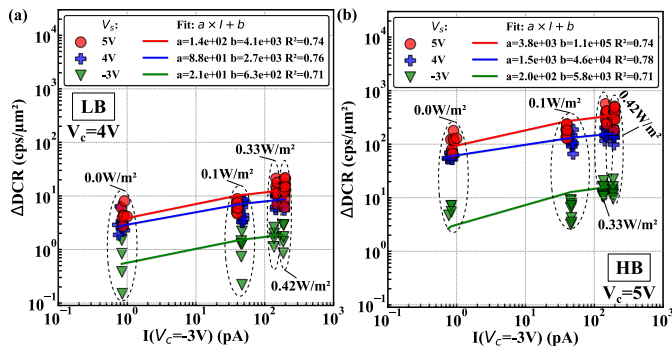 (a)
V_s:
Fit: a × I + b
5V
a=1.4e+02 b=4.1e+03 R²=0.74
4V
a=8.8e+01 b=2.7e+03 R²=0.76
-3V
a=2.1e+01 b=6.3e+02 R²=0.71
LB
V_c=4V
0.0W/m²
0.1W/m²
0.33W/m²
0.42W/m²
ΔDCR (cps/μm²)
10⁴
10³
10²
10¹
10⁰
10⁻¹
10⁻¹ 10⁰ 10¹ 10² 10³
I(V_c=-3V) (pA)
(b)
V_s:
Fit: a × I + b
5V
a=3.8e+03 b=1.1e+05 R²=0.74
4V
a=1.5e+03 b=4.6e+04 R²=0.78
-3V
a=2.0e+02 b=5.8e+03 R²=0.71
0.0W/m²
0.1W/m²
0.42W/m²
0.33W/m²
HB
V_c=5V
ΔDCR (cps/μm²)
10⁴
10³
10²
10¹
10⁰
10⁻¹
10⁻¹ 10⁰ 10¹ 10² 10³
I(V_c=-3V) (pA)